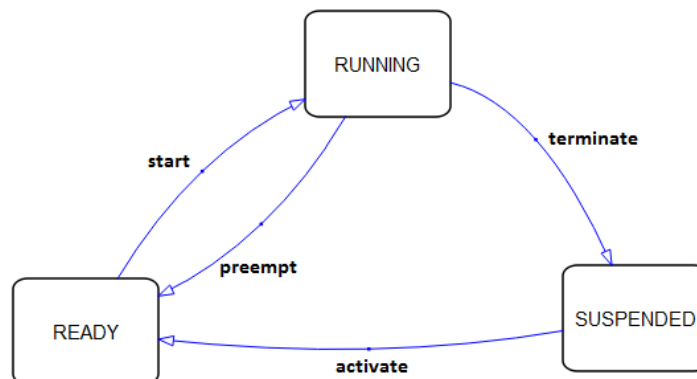 RUNNING
terminate
start
preempt
SUSPENDED
READY
activate